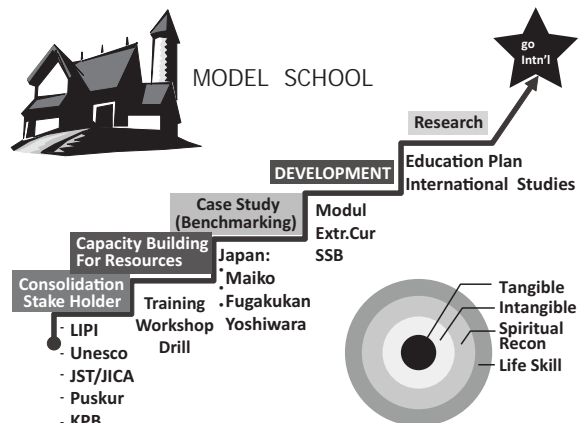 go
Intn'l
MODEL SCHOOL
Research
Education Plan
International Studies
DEVELOPMENT
Modul
Extr.Cur
SSB
Case Study
(Benchmarking)
Japan:
Maiko
Fugakukan
Yoshiwara
Capacity Building
For Resources
Training
Workshop
Drill
Consolidation
Stake Holder
- LIPI
- Unesco
- JST/JICA
- Puskur
- KPB
Tangible
Intangible
Spiritual
Recon
Life Skill